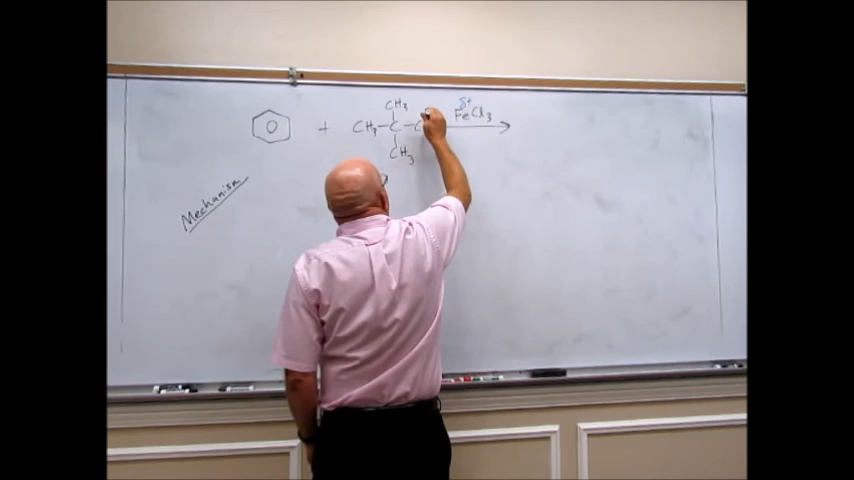 CH3
δ+
+ CH3-C-C FeCl3
CH3
Mechanism